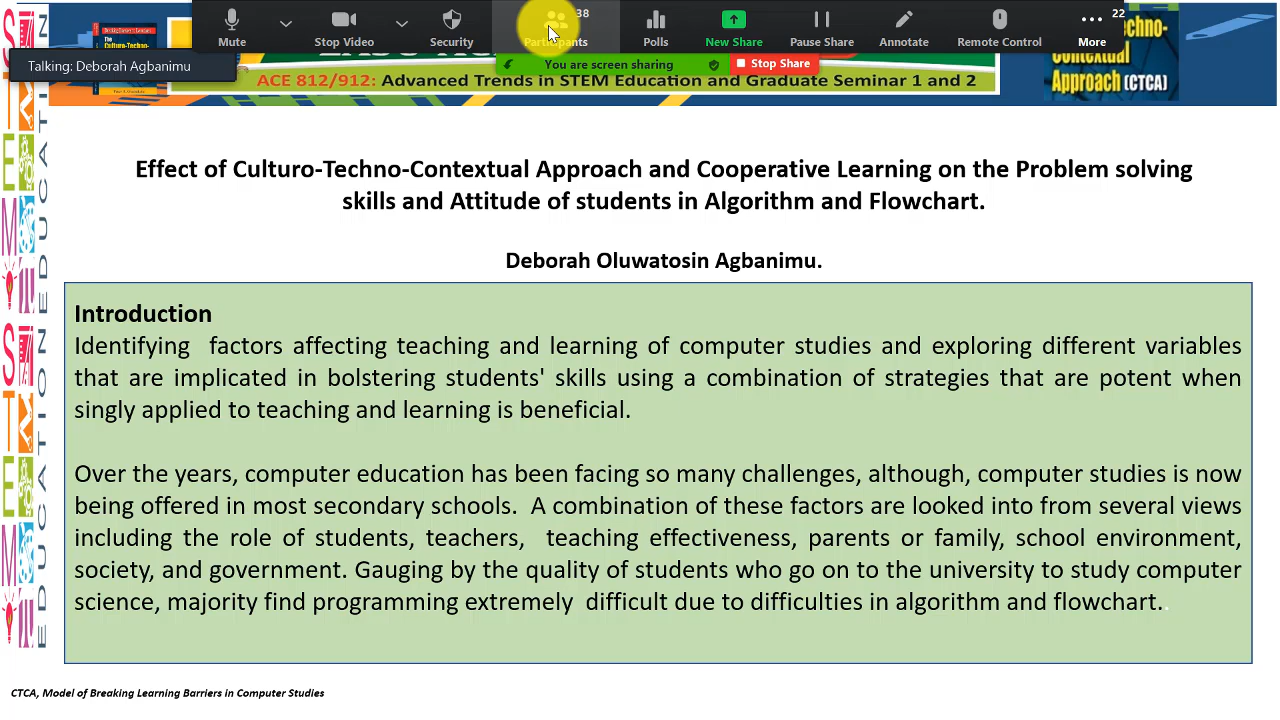 38
22
Mute
Stop Video
Security
Participants
Polls
New Share
Pause Share
Annotate
Remote Control
More
Talking: Deborah Agbanimu
You are screen sharing
Stop Share
ACE 812/912: Advanced Trends in STEM Education and Graduate Seminar 1 and 2
Contextual
Approach (CTCA)
STEM EDUCATION
STEM EDUCATION
Effect of Culturo-Techno-Contextual Approach and Cooperative Learning on the Problem solving
skills and Attitude of students in Algorithm and Flowchart.
Deborah Oluwatosin Agbanimu.
Introduction
Identifying factors affecting teaching and learning of computer studies and exploring different variables
that are implicated in bolstering students' skills using a combination of strategies that are potent when
singly applied to teaching and learning is beneficial.
Over the years, computer education has been facing so many challenges, although, computer studies is now
being offered in most secondary schools. A combination of these factors are looked into from several views
including the role of students, teachers, teaching effectiveness, parents or family, school environment,
society, and government. Gauging by the quality of students who go on to the university to study computer
science, majority find programming extremely difficult due to difficulties in algorithm and flowchart..
CTCA, Model of Breaking Learning Barriers in Computer Studies